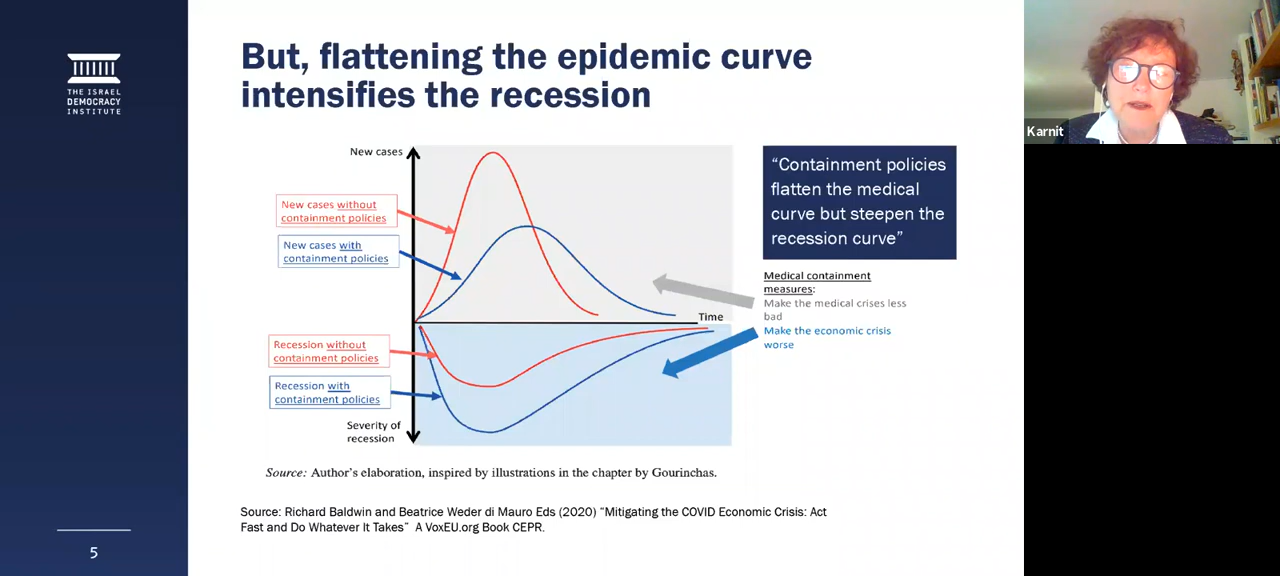 But, flattening the epidemic curve
intensifies the recession
THE ISRAEL
DEMOCRACY
INSTITUTE
Karnit
New cases
New cases without
containment policies
New cases with
containment policies
Time
Recession without
containment policies
Recession with
containment policies
Severity of
recession
“Containment policies
flatten the medical
curve but steepen the
recession curve”
Medical containment
measures:
Make the medical crises less
bad
Make the economic crisis
worse
Source: Author’s elaboration, inspired by illustrations in the chapter by Gourinchas.
Source: Richard Baldwin and Beatrice Weder di Mauro Eds (2020) “Mitigating the COVID Economic Crisis: Act
Fast and Do Whatever It Takes” A VoxEU.org Book CEPR.
5